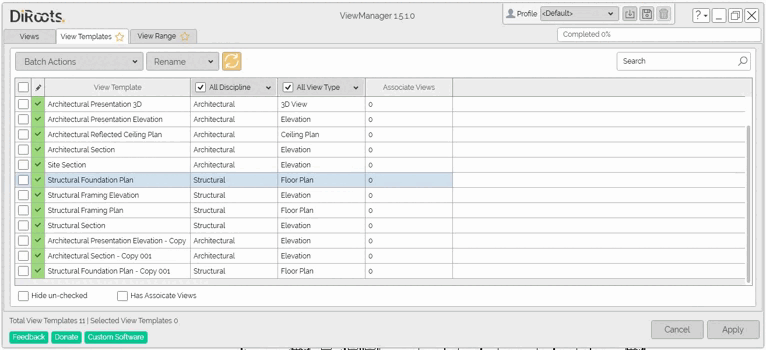 DiRoots.
ViewManager 1.5.1.0
Profile <Default>
?
Views View Templates View Range
Completed 0%
Batch Actions Rename Search
View Template All Discipline All View Type Associate Views
Architectural Presentation 3D Architectural 3D View 0
Architectural Presentation Elevation Architectural Elevation 0
Architectural Reflected Ceiling Plan Architectural Ceiling Plan 0
Architectural Section Architectural Elevation 0
Site Section Architectural Elevation 0
Structural Foundation Plan Structural Floor Plan 0
Structural Framing Elevation Structural Elevation 0
Structural Framing Plan Structural Floor Plan 0
Structural Section Structural Elevation 0
Architectural Presentation Elevation - Copy Architectural Elevation 0
Architectural Section - Copy 001 Architectural Elevation 0
Structural Foundation Plan - Copy 001 Structural Floor Plan 0
Hide un-checked Has Assoicate Views
Total View Templates 11 | Selected View Templates 0
Feedback Donate Custom Software Cancel Apply